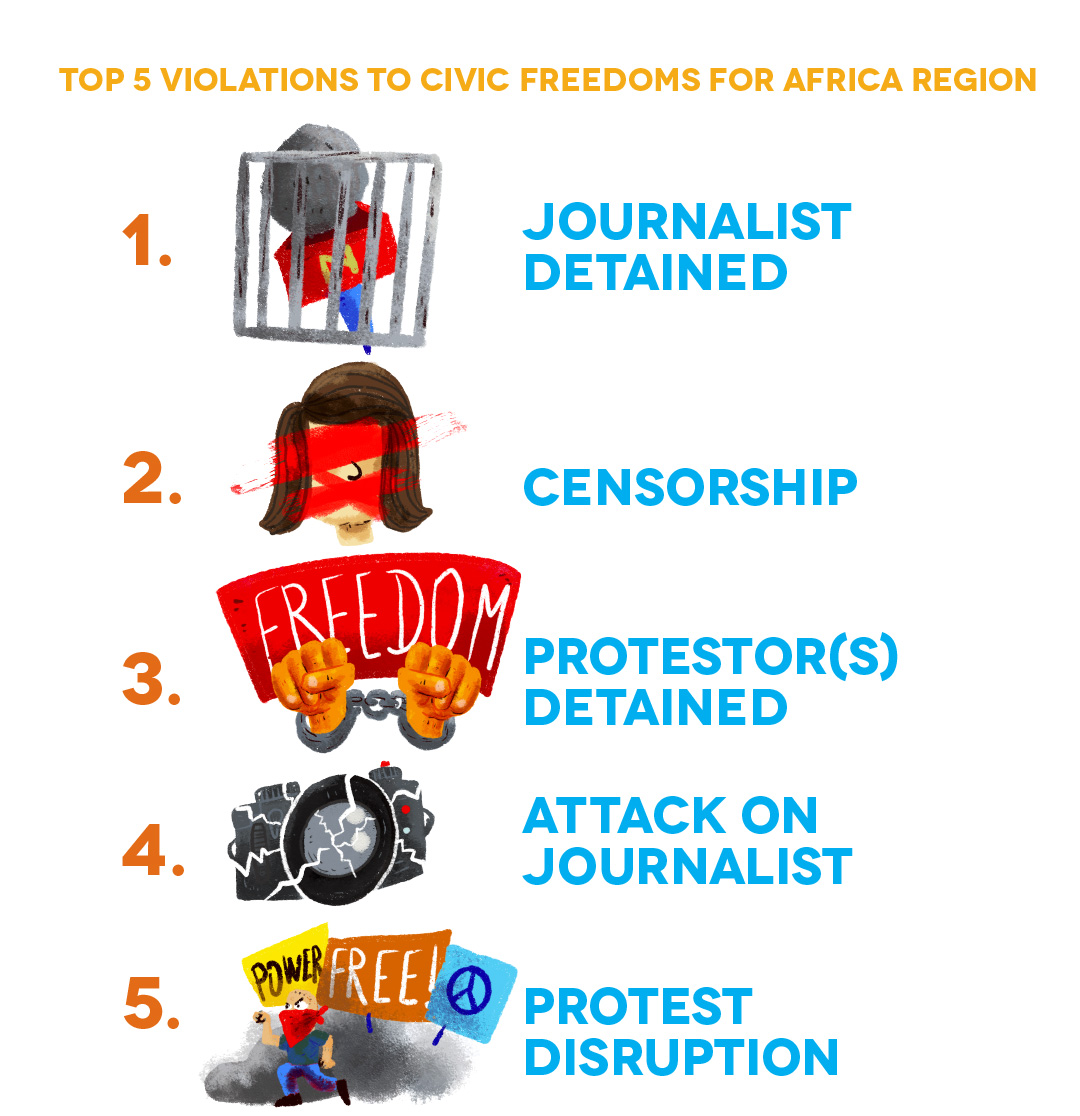 TOP 5 VIOLATIONS TO CIVIC FREEDOMS FOR AFRICA REGION
1.
JOURNALIST
DETAINED
2.
CENSORSHIP
FREEDOM
3.
PROTESTOR(S)
DETAINED
4.
ATTACK ON
JOURNALIST
POWER
FREE!
5.
PROTEST
DISRUPTION